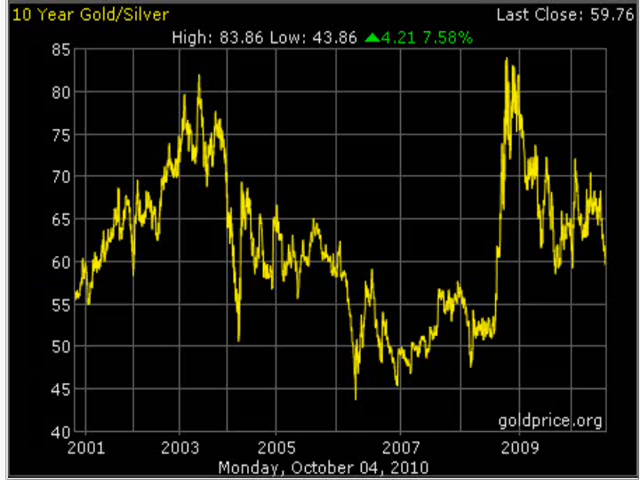 10 Year Gold/Silver Last Close: 59.76
High: 83.86 Low: 43.86 ▲4.21 7.58%
85
80
75
70
65
60
55
50
45
40
goldprice.org
2001 2003 2005 2007 2009
Monday, October 04, 2010